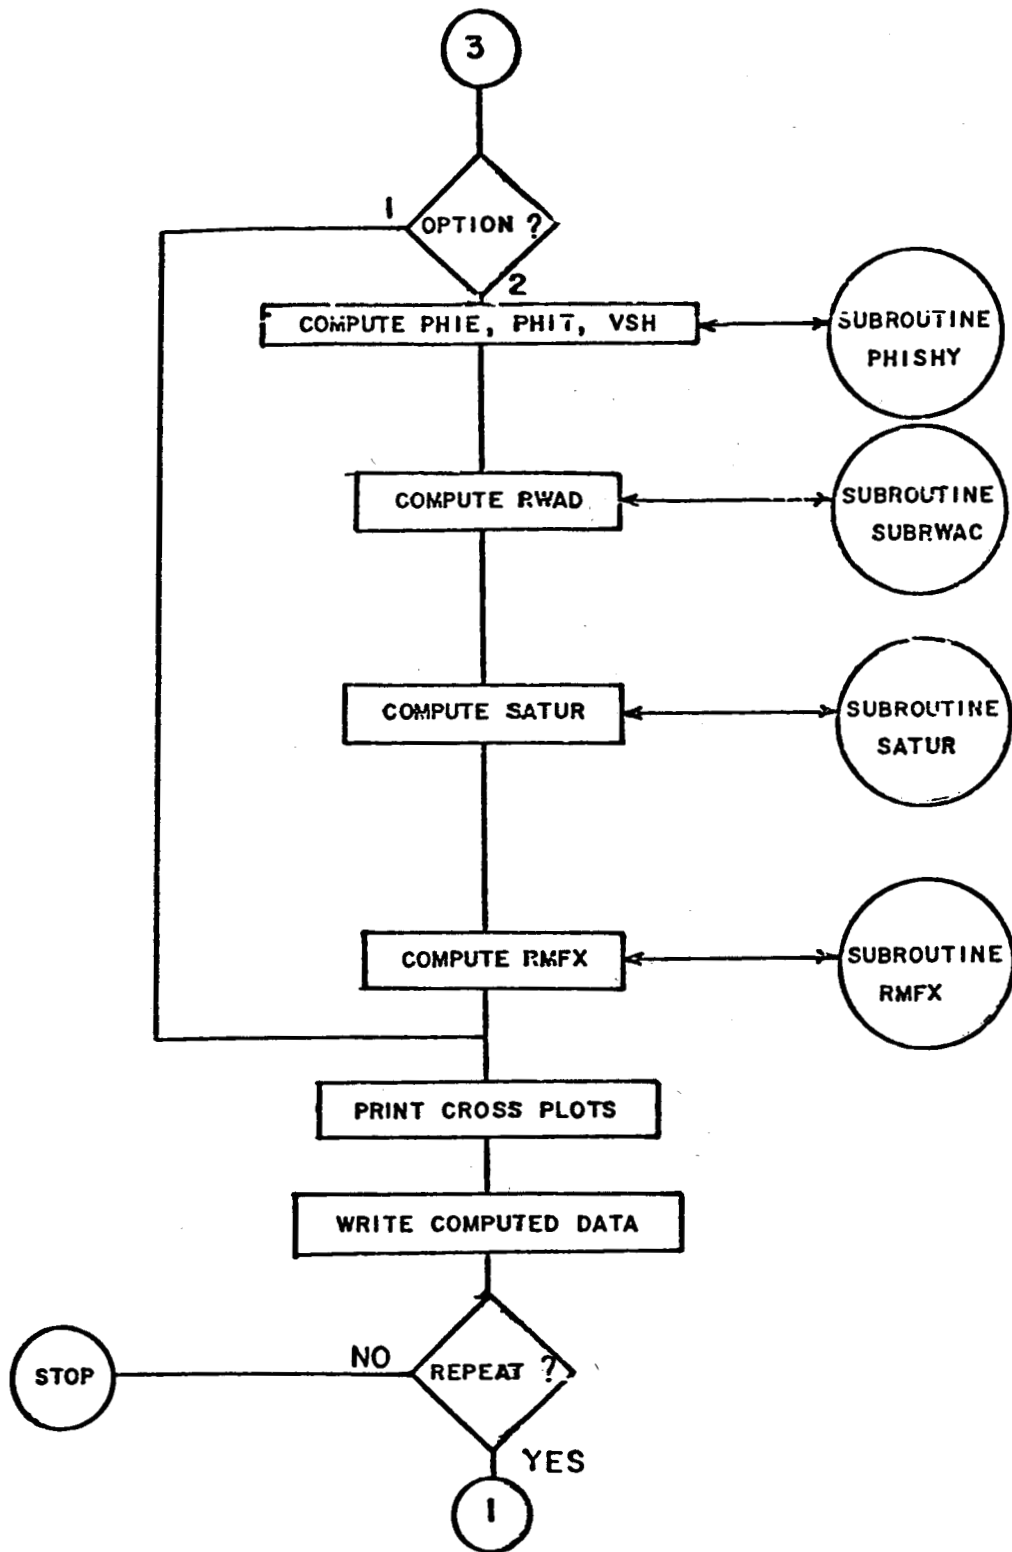 3
1
OPTION ?
2
COMPUTE PHIE, PHIT, VSH
SUBROUTINE
PHISHY
COMPUTE RWAD
SUBROUTINE
SUBRWAC
COMPUTE SATUR
SUBROUTINE
SATUR
COMPUTE RMFX
SUBROUTINE
RMFX
PRINT CROSS PLOTS
WRITE COMPUTED DATA
STOP
NO
REPEAT ?
YES
1